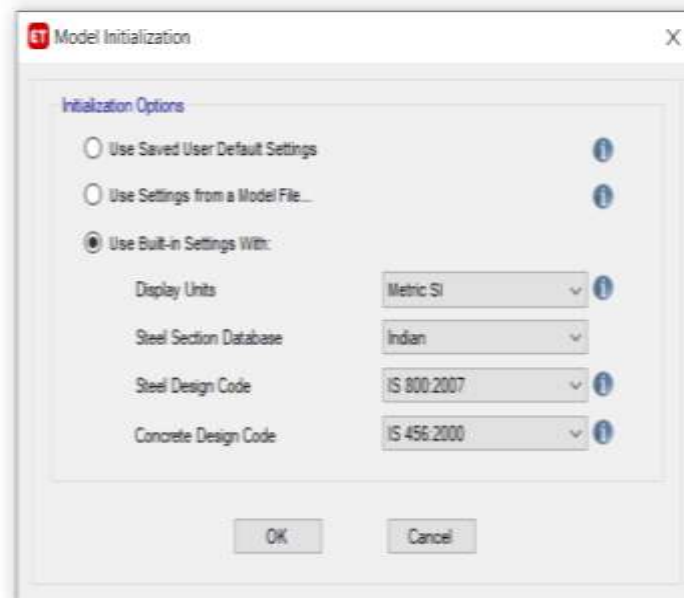 ET Model Initialization X
Initialization Options
Use Saved User Default Settings
Use Settings from a Model File...
Use Built-in Settings With:
Display Units Metric SI
Steel Section Database Indian
Steel Design Code IS 800:2007
Concrete Design Code IS 456:2000
OK Cancel